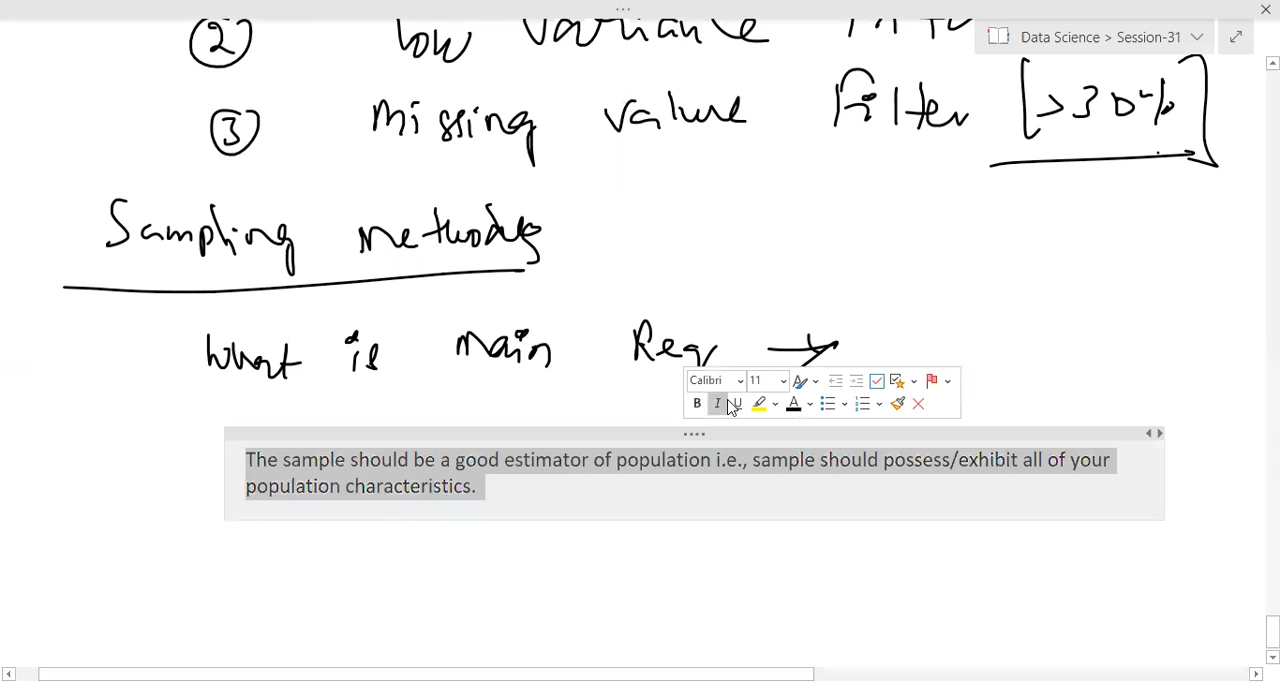 ② low variance
Data Science > Session-31
③ missing value Filter [>30%]
Sampling methods
What is main Req →
Calibri 11
B I U
The sample should be a good estimator of population i.e., sample should possess/exhibit all of your
population characteristics.